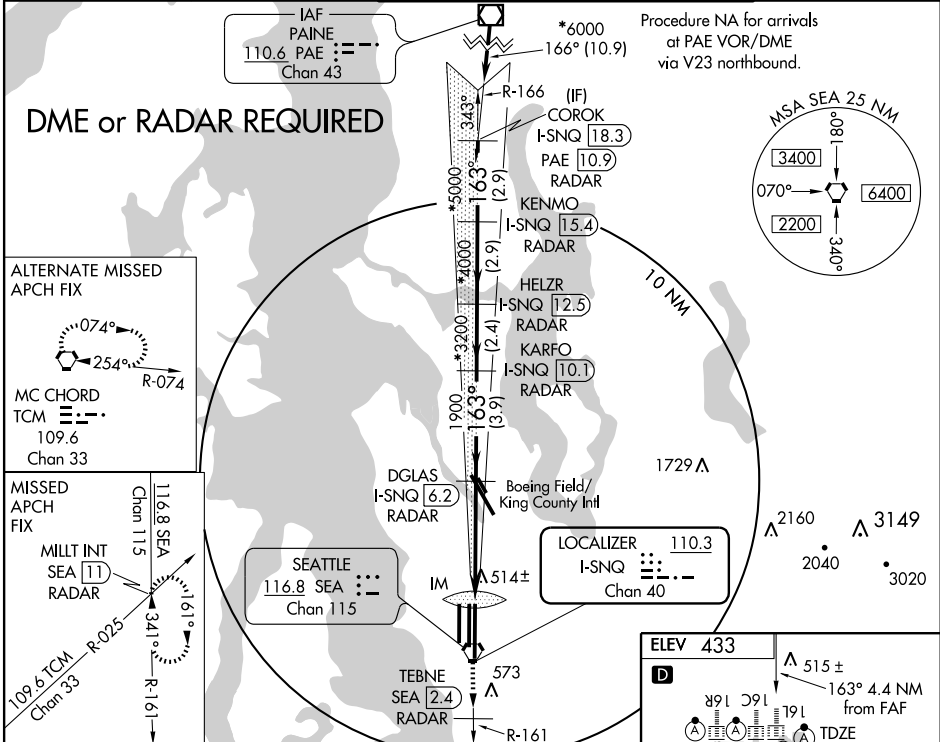 IAF
PAINE
110.6 PAE
Chan 43
*6000
166° (10.9)
Procedure NA for arrivals
at PAE VOR/DME
via V23 northbound.
DME or RADAR REQUIRED
R-166
343°
(IF)
COROK
I-SNQ 18.3
PAE 10.9
RADAR
MSA SEA 25 NM
180°
3400
070°
6400
2200
340°
*5000
163°
(2.9)
KENMO
I-SNQ 15.4
RADAR
*4000
(2.9)
HELZR
I-SNQ 12.5
RADAR
10 NM
*3200
(2.4)
KARFO
I-SNQ 10.1
RADAR
1900
163°
(3.9)
ALTERNATE MISSED
APCH FIX
074°
254°
R-074
MC CHORD
TCM
109.6
Chan 33
DGLAS
I-SNQ 6.2
RADAR
Boeing Field/
King County Intl
1729
2160
3149
2040
3020
MISSED
APCH
FIX
116.8 SEA
Chan 115
MILLT INT
SEA 11
RADAR
161°
341°
R-025
109.6 TCM
Chan 33
R-161
SEATTLE
116.8 SEA
Chan 115
IM
514±
LOCALIZER 110.3
I-SNQ
Chan 40
TEBNE
SEA 2.4
RADAR
573
R-161
ELEV 433
D
515 ±
163° 4.4 NM
from FAF
16R
16C
16L
A
A
A
TDZE